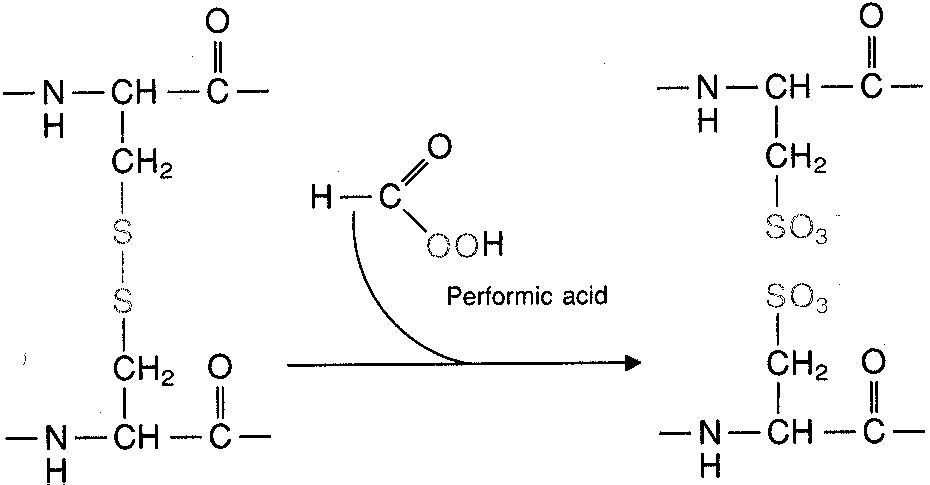 O O
— N — CH — C — — N — CH — C —
H H
CH₂ CH₂
O
H — C
S SO₃
OOH
S Performic acid SO₃
CH₂ O CH₂ O
— N — CH — C — — N — CH — C —
H H